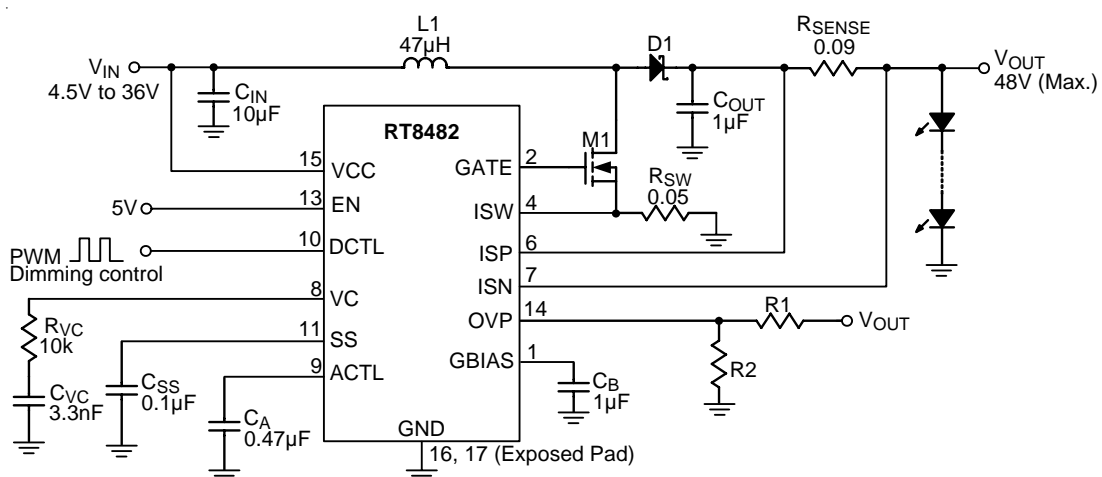 L1
47µH
D1
RSENSE
0.09
VIN
4.5V to 36V
VOUT
48V (Max.)
CIN
10µF
COUT
1µF
RT8482
M1
15
VCC
GATE
2
RSW
0.05
5V
13
EN
ISW
4
PWM
Dimming control
10
DCTL
ISP
6
ISN
7
8
VC
OVP
14
R1
VOUT
RVC
10k
11
SS
GBIAS
1
R2
CVC
3.3nF
CSS
0.1µF
9
ACTL
CB
1µF
CA
0.47µF
GND
16, 17 (Exposed Pad)